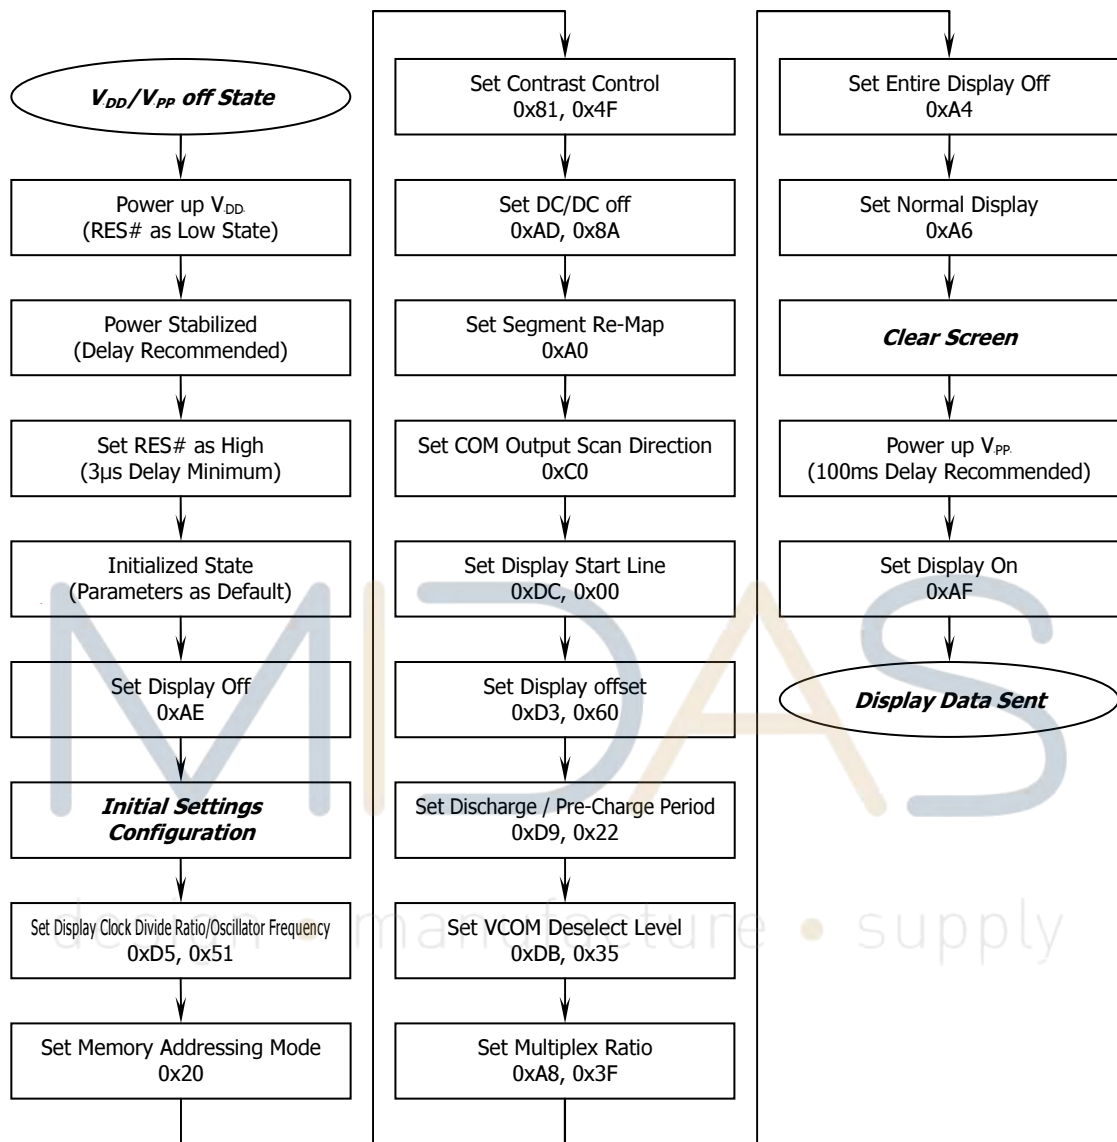 V_DD/V_PP off State
Power up V_DD.
(RES# as Low State)
Power Stabilized
(Delay Recommended)
Set RES# as High
(3µs Delay Minimum)
Initialized State
(Parameters as Default)
Set Display Off
0xAE
Initial Settings
Configuration
Set Display Clock Divide Ratio/Oscillator Frequency
0xD5, 0x51
Set Memory Addressing Mode
0x20
Set Contrast Control
0x81, 0x4F
Set DC/DC off
0xAD, 0x8A
Set Segment Re-Map
0xA0
Set COM Output Scan Direction
0xC0
Set Display Start Line
0xDC, 0x00
Set Display offset
0xD3, 0x60
Set Discharge / Pre-Charge Period
0xD9, 0x22
Set VCOM Deselect Level
0xDB, 0x35
Set Multiplex Ratio
0xA8, 0x3F
Set Entire Display Off
0xA4
Set Normal Display
0xA6
Clear Screen
Power up V_PP.
(100ms Delay Recommended)
Set Display On
0xAF
Display Data Sent
MIDAS
design • manufacture • supply